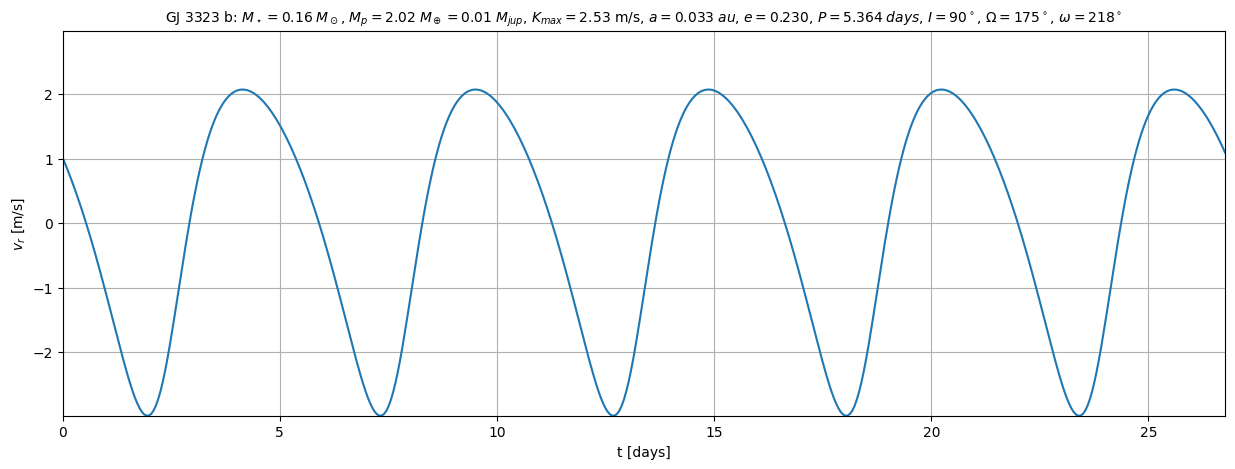 GJ 3323 b: M⋆ = 0.16 M⊙, Mp = 2.02 M⊕ = 0.01 Mjup, Kmax = 2.53 m/s, a = 0.033 au, e = 0.230, P = 5.364 days, I = 90°, Ω = 175°, ω = 218°
2
1
0
−1
−2
vr [m/s]
0 5 10 15 20 25
t [days]